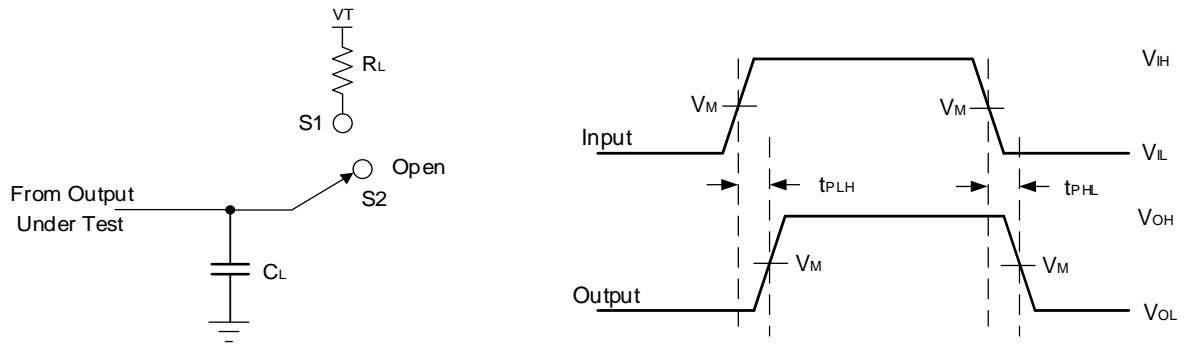 VT
RL
S1
Open
S2
From Output
Under Test
CL
VIH
VM
VM
Input
VIL
tPLH
tPHL
VOH
VM
VM
Output
VOL